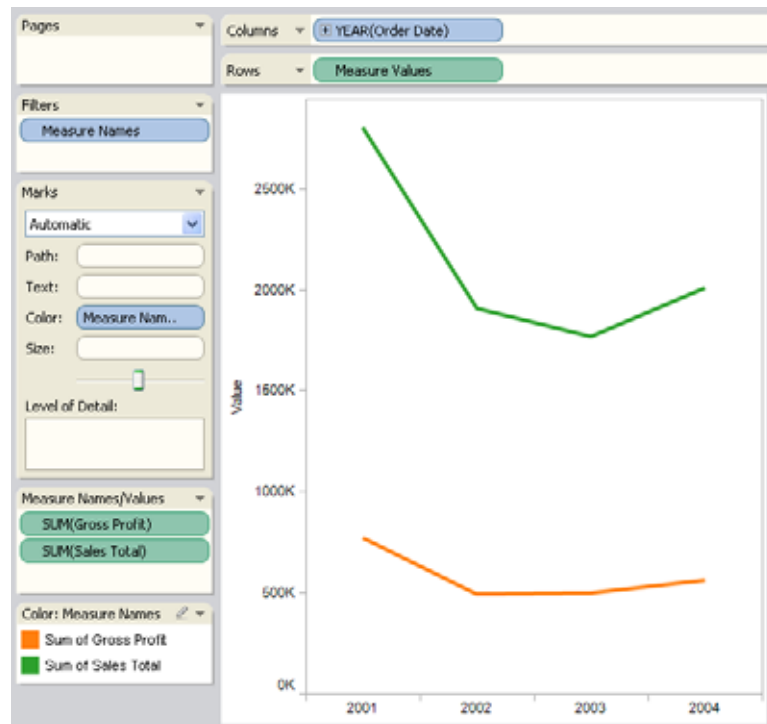 Pages
Columns
YEAR(Order Date)
Rows
Measure Values
Filters
Measure Names
Marks
Automatic
Path:
Text:
Color: Measure Nam..
Size:
Level of Detail:
Measure Names/Values
SUM(Gross Profit)
SUM(Sales Total)
Color: Measure Names
Sum of Gross Profit
Sum of Sales Total
Value
2500K
2000K
1500K
1000K
500K
0K
2001 2002 2003 2004